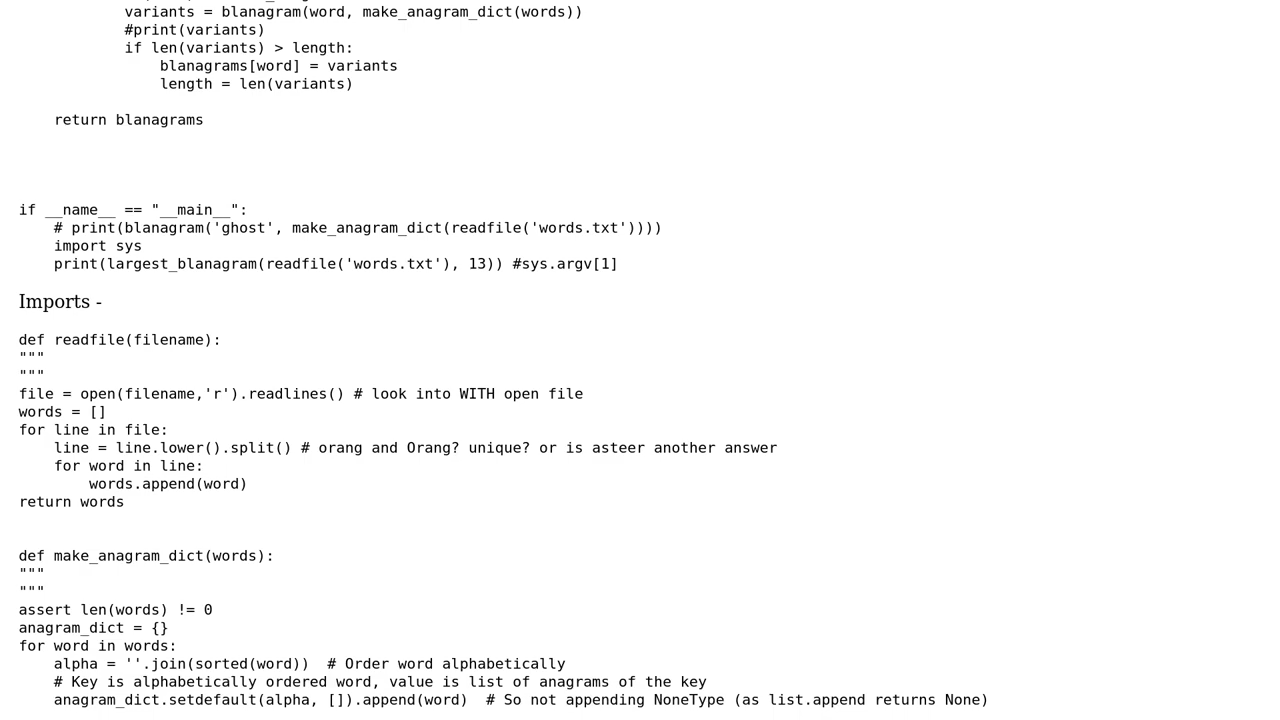 variants = blanagram(word, make_anagram_dict(words))
#print(variants)
if len(variants) > length:
blanagrams[word] = variants
length = len(variants)
return blanagrams
if __name__ == "__main__":
# print(blanagram('ghost', make_anagram_dict(readfile('words.txt'))))
import sys
print(largest_blanagram(readfile('words.txt'), 13)) #sys.argv[1]
Imports -
def readfile(filename):
"""
"""
file = open(filename,'r').readlines() # look into WITH open file
words = []
for line in file:
line = line.lower().split() # orang and Orang? unique? or is asteer another answer
for word in line:
words.append(word)
return words
def make_anagram_dict(words):
"""
"""
assert len(words) != 0
anagram_dict = {}
for word in words:
alpha = ''.join(sorted(word))  # Order word alphabetically
# Key is alphabetically ordered word, value is list of anagrams of the key
anagram_dict.setdefault(alpha, []).append(word)  # So not appending NoneType (as list.append returns None)